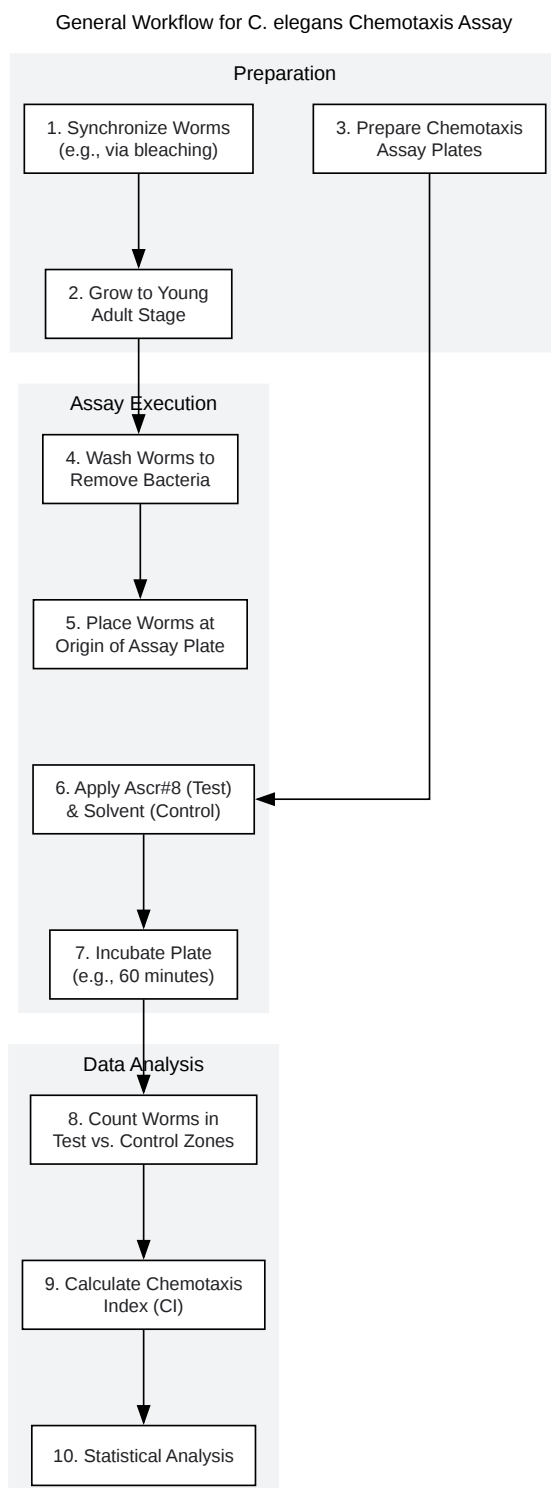 General Workflow for C. elegans Chemotaxis Assay
Preparation
1. Synchronize Worms
(e.g., via bleaching)
3. Prepare Chemotaxis
Assay Plates
2. Grow to Young
Adult Stage
Assay Execution
4. Wash Worms to
Remove Bacteria
5. Place Worms at
Origin of Assay Plate
6. Apply Ascr#8 (Test)
& Solvent (Control)
7. Incubate Plate
(e.g., 60 minutes)
Data Analysis
8. Count Worms in
Test vs. Control Zones
9. Calculate Chemotaxis
Index (CI)
10. Statistical Analysis